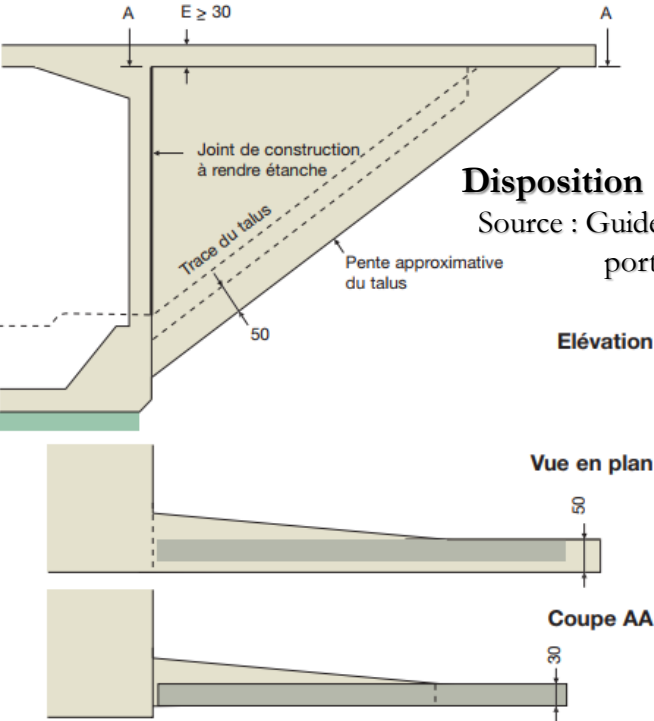 A
E ≥ 30
A
Joint de construction
à rendre étanche
Disposition
Source : Guide
port
Trace du talus
Pente approximative
du talus
50
Elévation
Vue en plan
50
Coupe AA
30